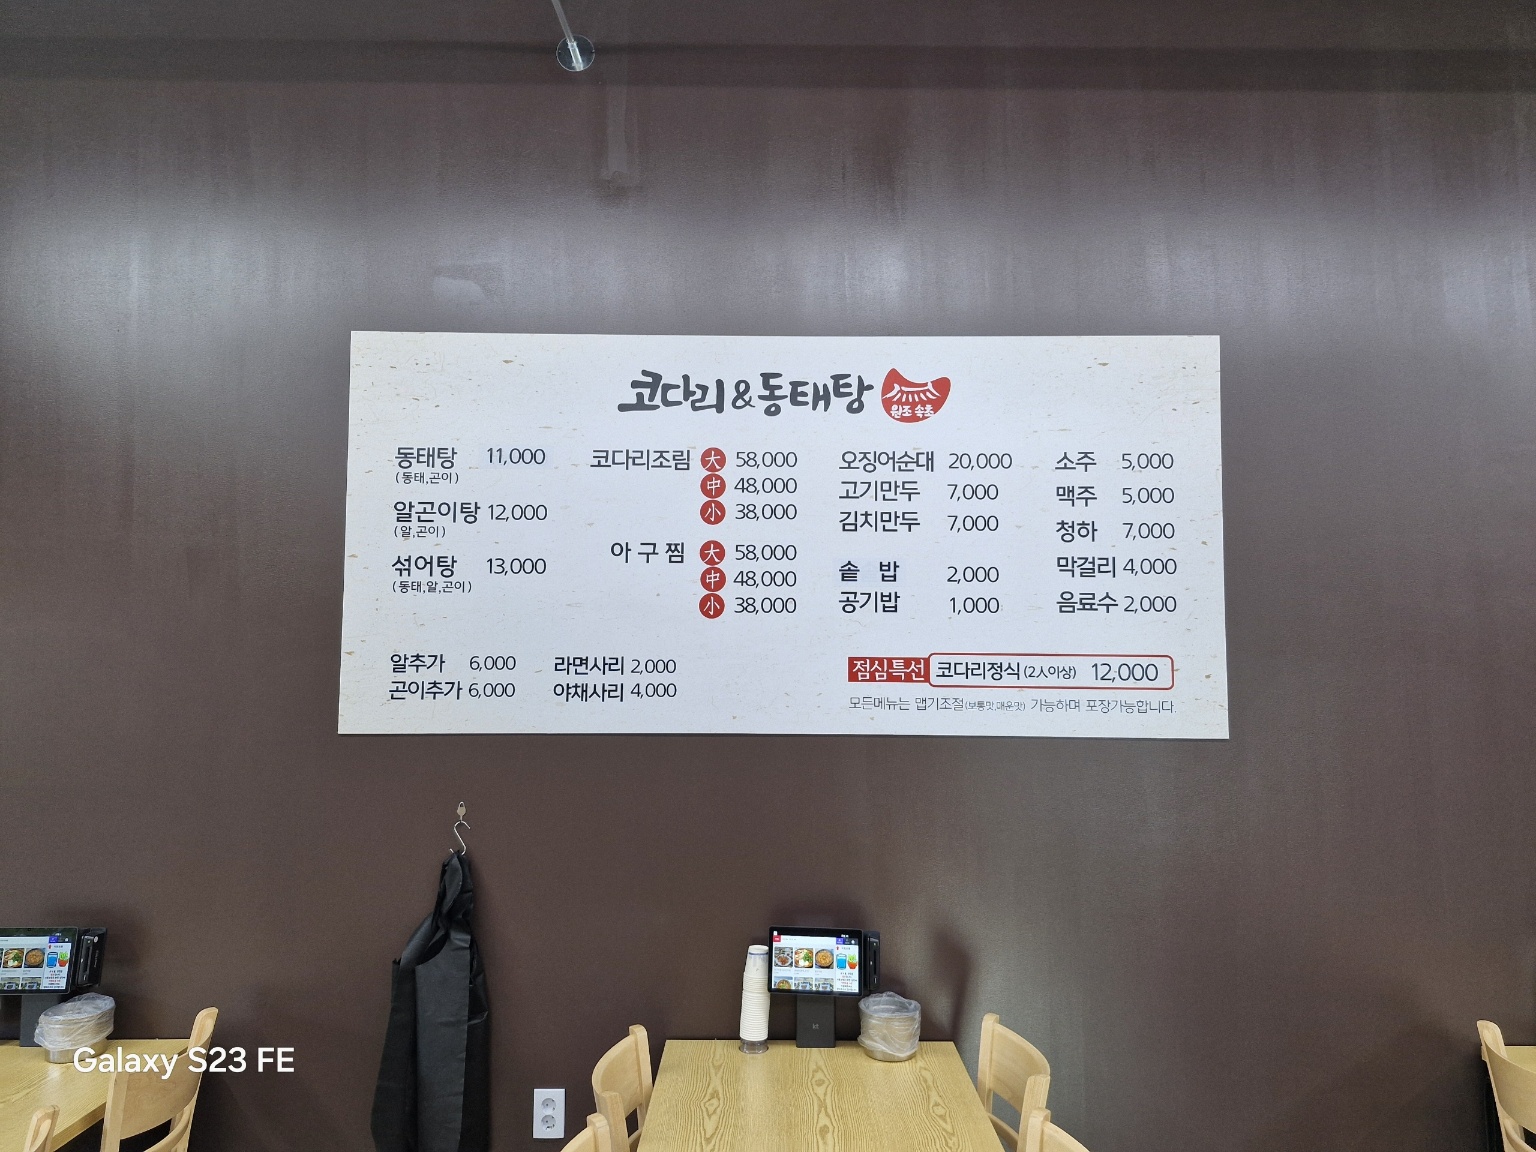 코다리&동태탕
원조 속초
동태탕 11,000
(동태,곤이)
알곤이탕 12,000
(알,곤이)
섞어탕 13,000
(동태,알,곤이)
알추가 6,000
곤이추가 6,000
라면사리 2,000
야채사리 4,000
코다리조림 大 58,000
中 48,000
小 38,000
아구찜 大 58,000
中 48,000
小 38,000
오징어순대 20,000
고기만두 7,000
김치만두 7,000
솥 밥 2,000
공기밥 1,000
소주 5,000
맥주 5,000
청하 7,000
막걸리 4,000
음료수 2,000
점심특선 코다리정식 (2人이상) 12,000
모든메뉴는 맵기조절(보통맛,매운맛) 가능하며 포장가능합니다.
Galaxy S23 FE